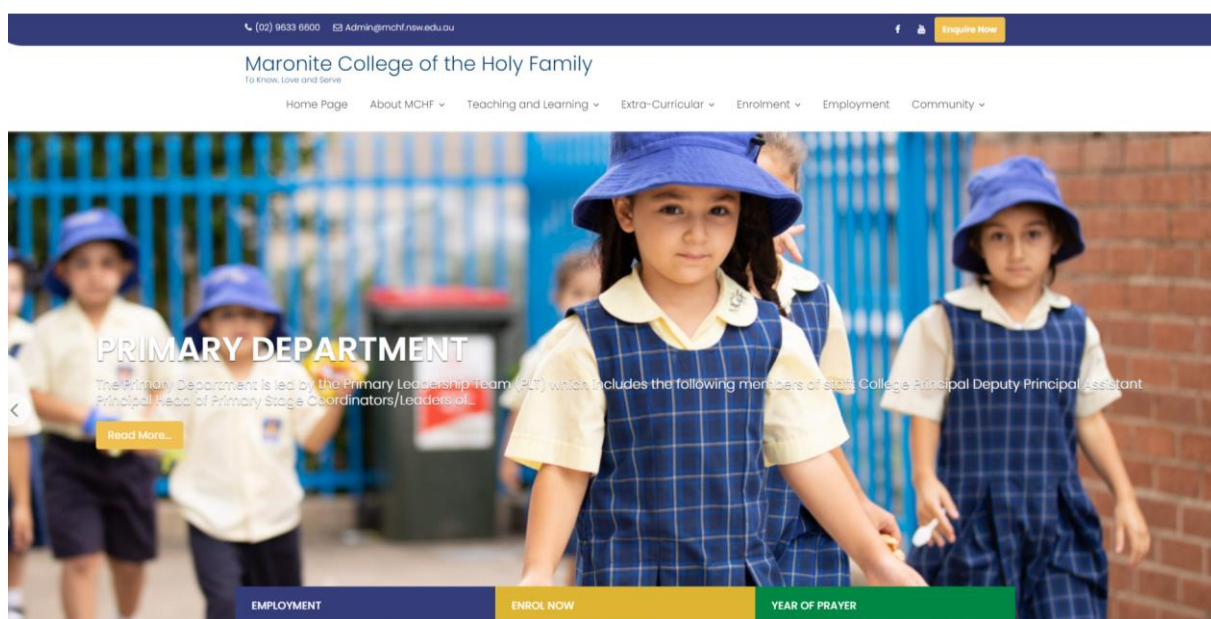 (02) 9633 6600 Admin@mchf.nsw.edu.au
Enquire Now
Maronite College of the Holy Family
To Know, Love and Serve
Home Page About MCHF Teaching and Learning Extra-Curricular Enrolment Employment Community
PRIMARY DEPARTMENT
The Primary Department is led by the Primary Leadership Team (PLT) which includes the following members of staff: College Principal Deputy Principal Assistant
Principal Head of Primary Stage Coordinators/Leaders of...
Read More...
EMPLOYMENT
ENROL NOW
YEAR OF PRAYER